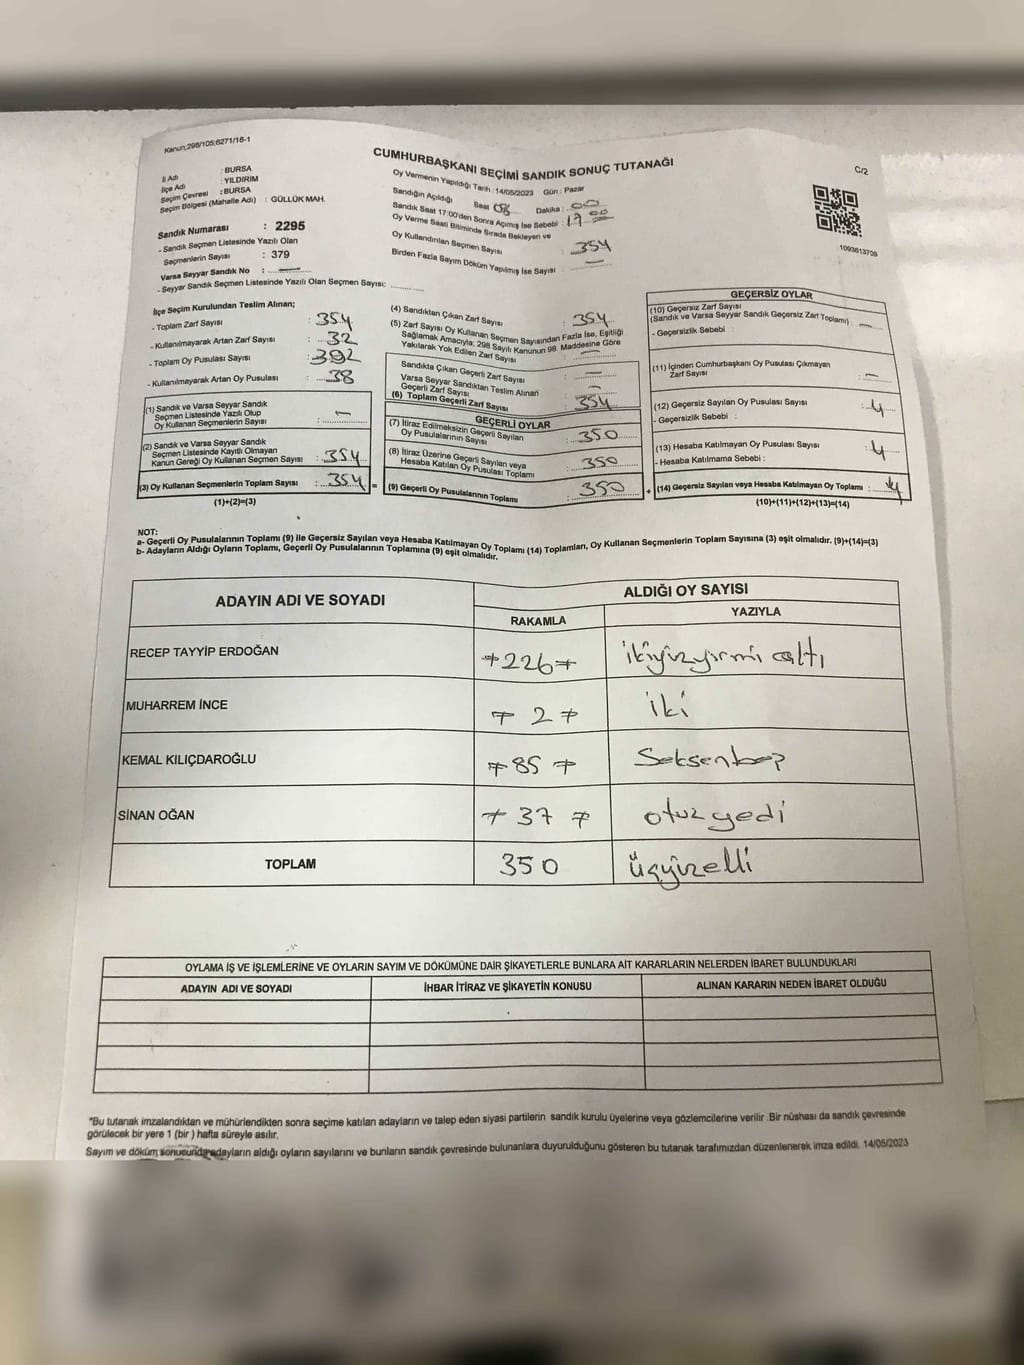 Kanun;298/105;6271/18-1
CUMHURBAŞKANI SEÇİMİ SANDIK SONUÇ TUTANAĞI
C/2
İl Adı : BURSA
İlçe Adı : YILDIRIM
Seçim Çevresi : BURSA
Seçim Bölgesi (Mahalle Adı) : GÜLLÜK MAH.
Sandık Numarası : 2295
- Sandık Seçmen Listesinde Yazılı Olan
Seçmenlerin Sayısı : 379
Varsa Seyyar Sandık No :
- Seyyar Sandık Seçmen Listesinde Yazılı Olan Seçmen Sayısı:
Oy Vermenin Yapıldığı Tarih : 14/05/2023 Gün : Pazar
Sandığın Açıldığı Saat 08 Dakika : 00
Sandık Saat 17:00'den Sonra Açılmış İse Sebebi : 17 00
Oy Verme Saati Bitiminde Sırada Bekleyen ve
Oy Kullandırılan Seçmen Sayısı : 354
Birden Fazla Sayım Döküm Yapılmış İse Sayısı : —
1093813709
İlçe Seçim Kurulundan Teslim Alınan;
- Toplam Zarf Sayısı : 354
- Kullanılmayarak Artan Zarf Sayısı : 32
- Toplam Oy Pusulası Sayısı : 392
- Kullanılmayarak Artan Oy Pusulası : 38
(1) Sandık ve Varsa Seyyar Sandık
Seçmen Listesinde Yazılı Olup
Oy Kullanan Seçmenlerin Sayısı : —
(2) Sandık ve Varsa Seyyar Sandık
Seçmen Listesinde Kayıtlı Olmayan
Kanun Gereği Oy Kullanan Seçmen Sayısı : 354
(3) Oy Kullanan Seçmenlerin Toplam Sayısı : 354 =
(1)+(2)=(3)
(4) Sandıktan Çıkan Zarf Sayısı : 354
(5) Zarf Sayısı Oy Kullanan Seçmen Sayısından Fazla İse, Eşitliği
Sağlamak Amacıyla; 298 Sayılı Kanunun 98. Maddesine Göre
Yakılarak Yok Edilen Zarf Sayısı : —
Sandıkta Çıkan Geçerli Zarf Sayısı : —
Varsa Seyyar Sandıktan Teslim Alınan
Geçerli Zarf Sayısı : —
(6) Toplam Geçerli Zarf Sayısı : 354
GEÇERLİ OYLAR
(7) İtiraz Edilmeksizin Geçerli Sayılan
Oy Pusulalarının Sayısı : 350
(8) İtiraz Üzerine Geçerli Sayılan veya
Hesaba Katılan Oy Pusulası Toplamı : 350
(9) Geçerli Oy Pusulalarının Toplamı : 350 +
GEÇERSİZ OYLAR
(10) Geçersiz Zarf Sayısı
(Sandık ve Varsa Seyyar Sandık Geçersiz Zarf Toplamı) : —
- Geçersizlik Sebebi :
(11) İçinden Cumhurbaşkanı Oy Pusulası Çıkmayan
Zarf Sayısı : —
(12) Geçersiz Sayılan Oy Pusulası Sayısı : 4
- Geçersizlik Sebebi :
(13) Hesaba Katılmayan Oy Pusulası Sayısı : 4
- Hesaba Katılmama Sebebi :
(14) Geçersiz Sayılan veya Hesaba Katılmayan Oy Toplamı : 4
(10)+(11)+(12)+(13)=(14)
NOT:
a- Geçerli Oy Pusulalarının Toplamı (9) ile Geçersiz Sayılan veya Hesaba Katılmayan Oy Toplamı (14) Toplamları, Oy Kullanan Seçmenlerin Toplam Sayısına (3) eşit olmalıdır. (9)+(14)=(3)
b- Adayların Aldığı Oyların Toplamı, Geçerli Oy Pusulalarının Toplamına (9) eşit olmalıdır.
ADAYIN ADI VE SOYADI
ALDIĞI OY SAYISI
RAKAMLA YAZIYLA
RECEP TAYYİP ERDOĞAN 226 ikiyüzyirmi altı
MUHARREM İNCE 2 iki
KEMAL KILIÇDAROĞLU 85 Seksenbeş
SİNAN OĞAN 37 otuz yedi
TOPLAM 350 üçyüzelli
OYLAMA İŞ VE İŞLEMLERİNE VE OYLARIN SAYIM VE DÖKÜMÜNE DAİR ŞİKAYETLERLE BUNLARA AİT KARARLARIN NELERDEN İBARET BULUNDUKLARI
ADAYIN ADI VE SOYADI İHBAR İTİRAZ VE ŞİKAYETİN KONUSU ALINAN KARARIN NEDEN İBARET OLDUĞU
*Bu tutanak imzalandıktan ve mühürlendikten sonra seçime katılan adayların ve talep eden siyasi partilerin sandık kurulu üyelerine veya gözlemcilerine verilir .Bir nüshası da sandık çevresinde
görülecek bir yere 1 (bir ) hafta süreyle asılır.
Sayım ve döküm sonucunda adayların aldığı oyların sayılarını ve bunların sandık çevresinde bulunanlara duyurulduğunu gösteren bu tutanak tarafımızdan düzenlenerek imza edildi. 14/05/2023